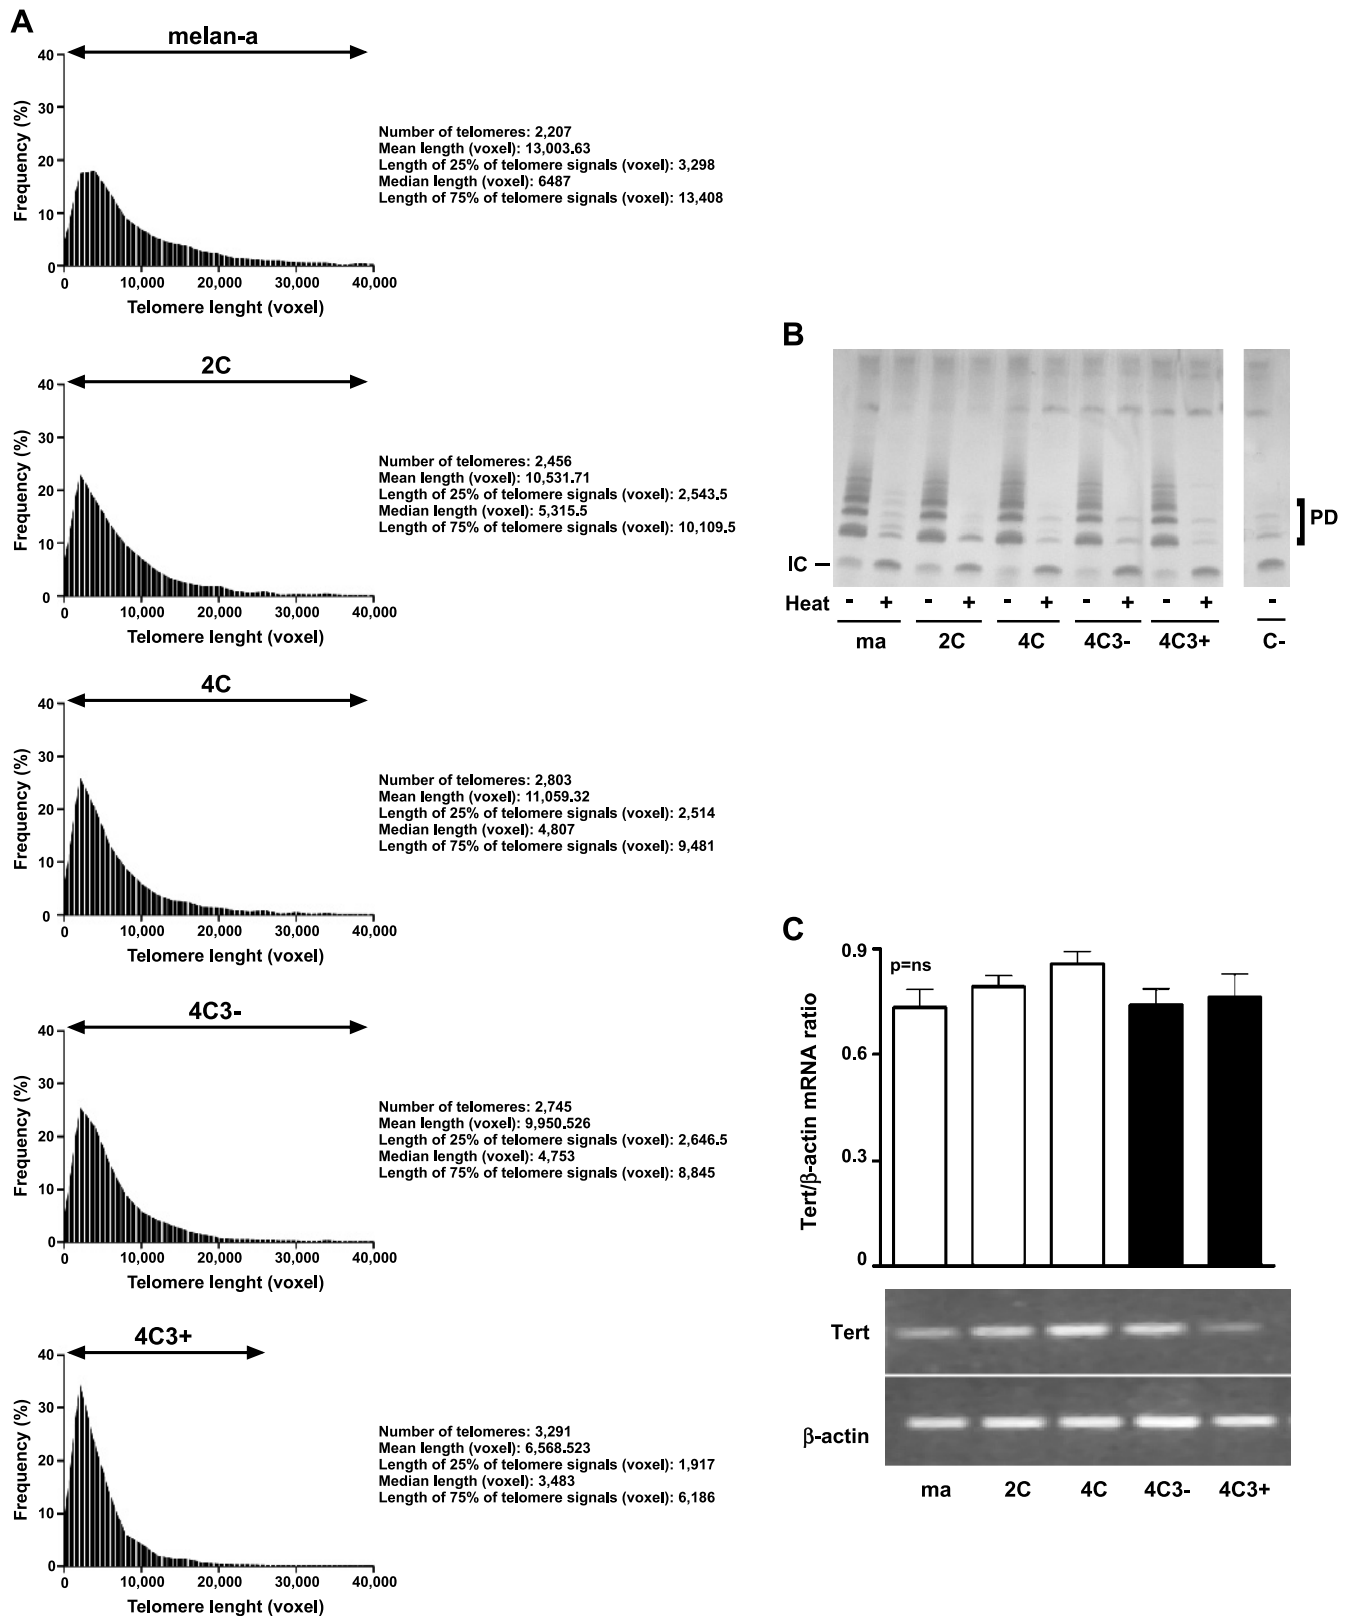 A
melan-a
40
30
20
10
0
Frequency (%)
0 10,000 20,000 30,000 40,000
Telomere lenght (voxel)
Number of telomeres: 2,207
Mean length (voxel): 13,003.63
Length of 25% of telomere signals (voxel): 3,298
Median length (voxel): 6487
Length of 75% of telomere signals (voxel): 13,408
2C
40
30
20
10
0
Frequency (%)
0 10,000 20,000 30,000 40,000
Telomere lenght (voxel)
Number of telomeres: 2,456
Mean length (voxel): 10,531.71
Length of 25% of telomere signals (voxel): 2,543.5
Median length (voxel): 5,315.5
Length of 75% of telomere signals (voxel): 10,109.5
4C
40
30
20
10
0
Frequency (%)
0 10,000 20,000 30,000 40,000
Telomere lenght (voxel)
Number of telomeres: 2,803
Mean length (voxel): 11,059.32
Length of 25% of telomere signals (voxel): 2,514
Median length (voxel): 4,807
Length of 75% of telomere signals (voxel): 9,481
4C3-
40
30
20
10
0
Frequency (%)
0 10,000 20,000 30,000 40,000
Telomere lenght (voxel)
Number of telomeres: 2,745
Mean length (voxel): 9,950.526
Length of 25% of telomere signals (voxel): 2,646.5
Median length (voxel): 4,753
Length of 75% of telomere signals (voxel): 8,845
4C3+
40
30
20
10
0
Frequency (%)
0 10,000 20,000 30,000 40,000
Telomere lenght (voxel)
Number of telomeres: 3,291
Mean length (voxel): 6,568.523
Length of 25% of telomere signals (voxel): 1,917
Median length (voxel): 3,483
Length of 75% of telomere signals (voxel): 6,186
B
PD
IC
Heat - + - + - + - + - + -
ma 2C 4C 4C3- 4C3+ C-
C
0.9
0.6
0.3
0
Tert/β-actin mRNA ratio
p=ns
Tert
β-actin
ma 2C 4C 4C3- 4C3+